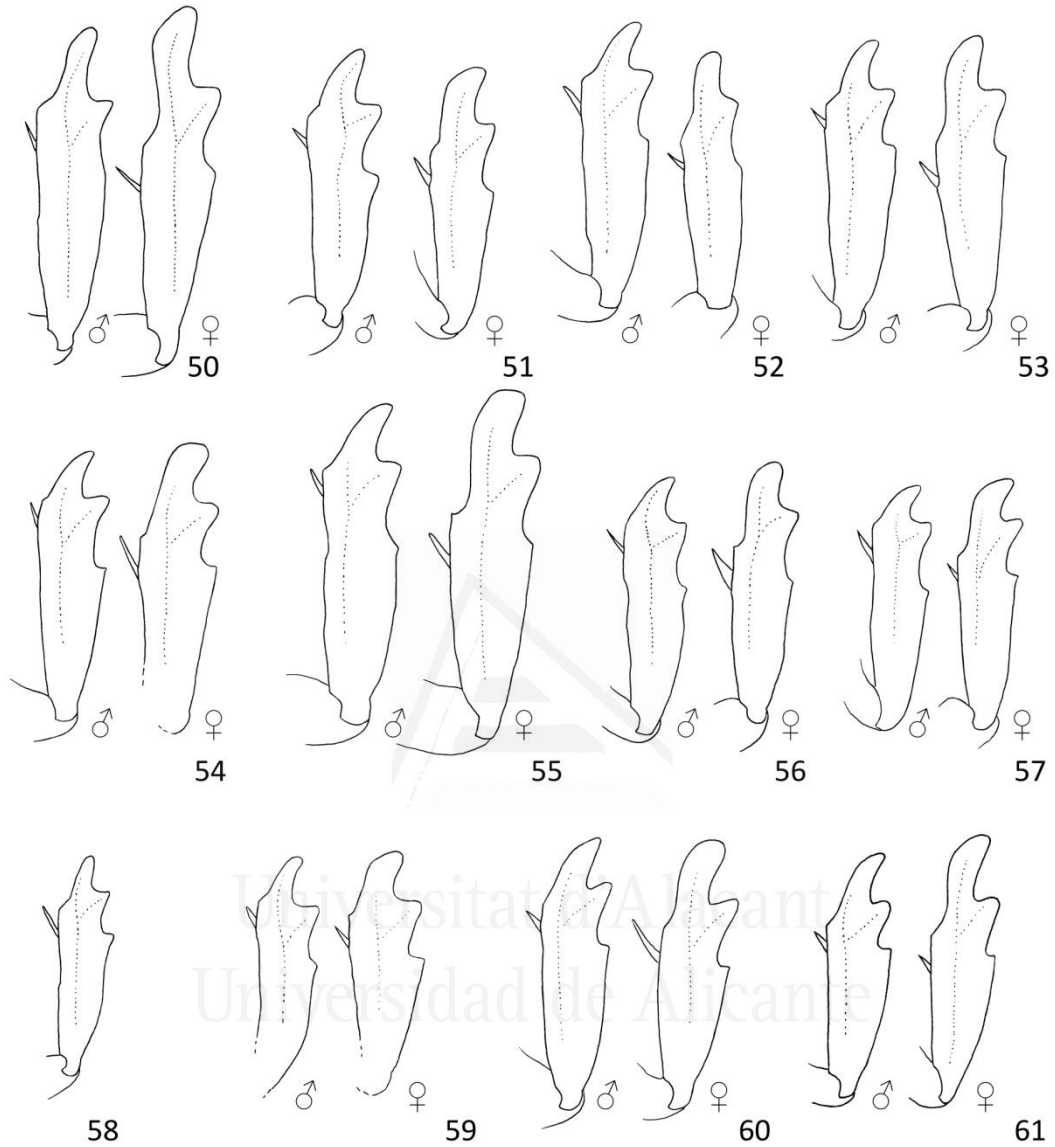 ♂ ♀ ♂ ♀ ♂ ♀ ♂ ♀
50 51 52 53
♂ ♀ ♂ ♀ ♂ ♀ ♂ ♀
54 55 56 57
Universitat d'Alacant
Universidad de Alicante
♂ ♀ ♂ ♀ ♂ ♀
58 59 60 61